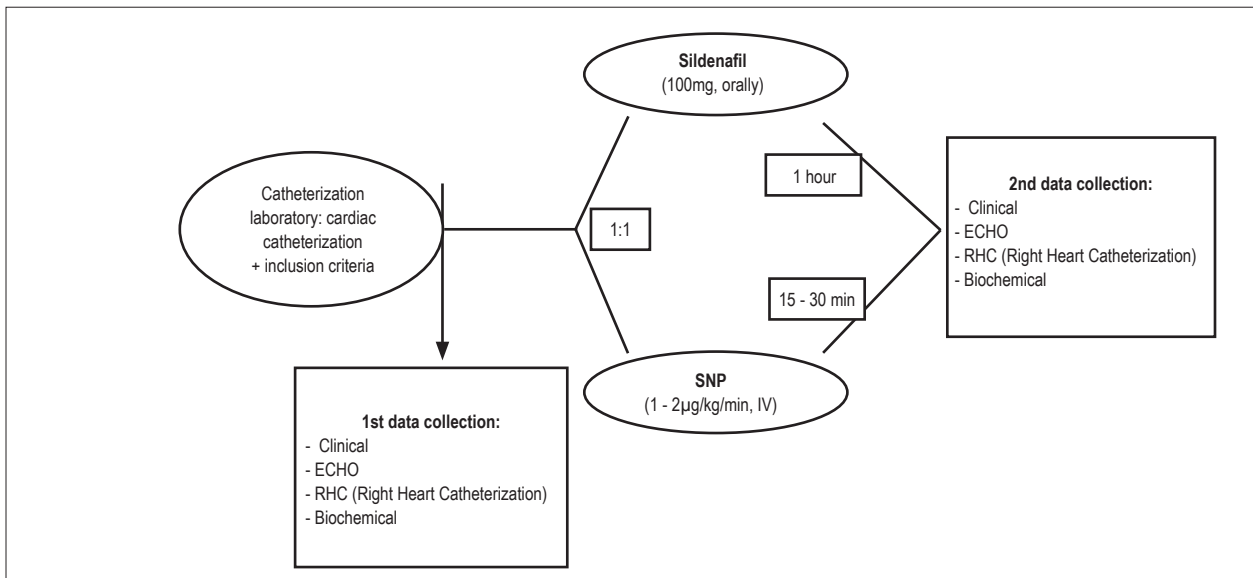 Catheterization
laboratory: cardiac
catheterization
+ inclusion criteria
1st data collection:
- Clinical
- ECHO
- RHC (Right Heart Catheterization)
- Biochemical
1:1
Sildenafil
(100mg, orally)
1 hour
SNP
(1 - 2µg/kg/min, IV)
15 - 30 min
2nd data collection:
- Clinical
- ECHO
- RHC (Right Heart Catheterization)
- Biochemical